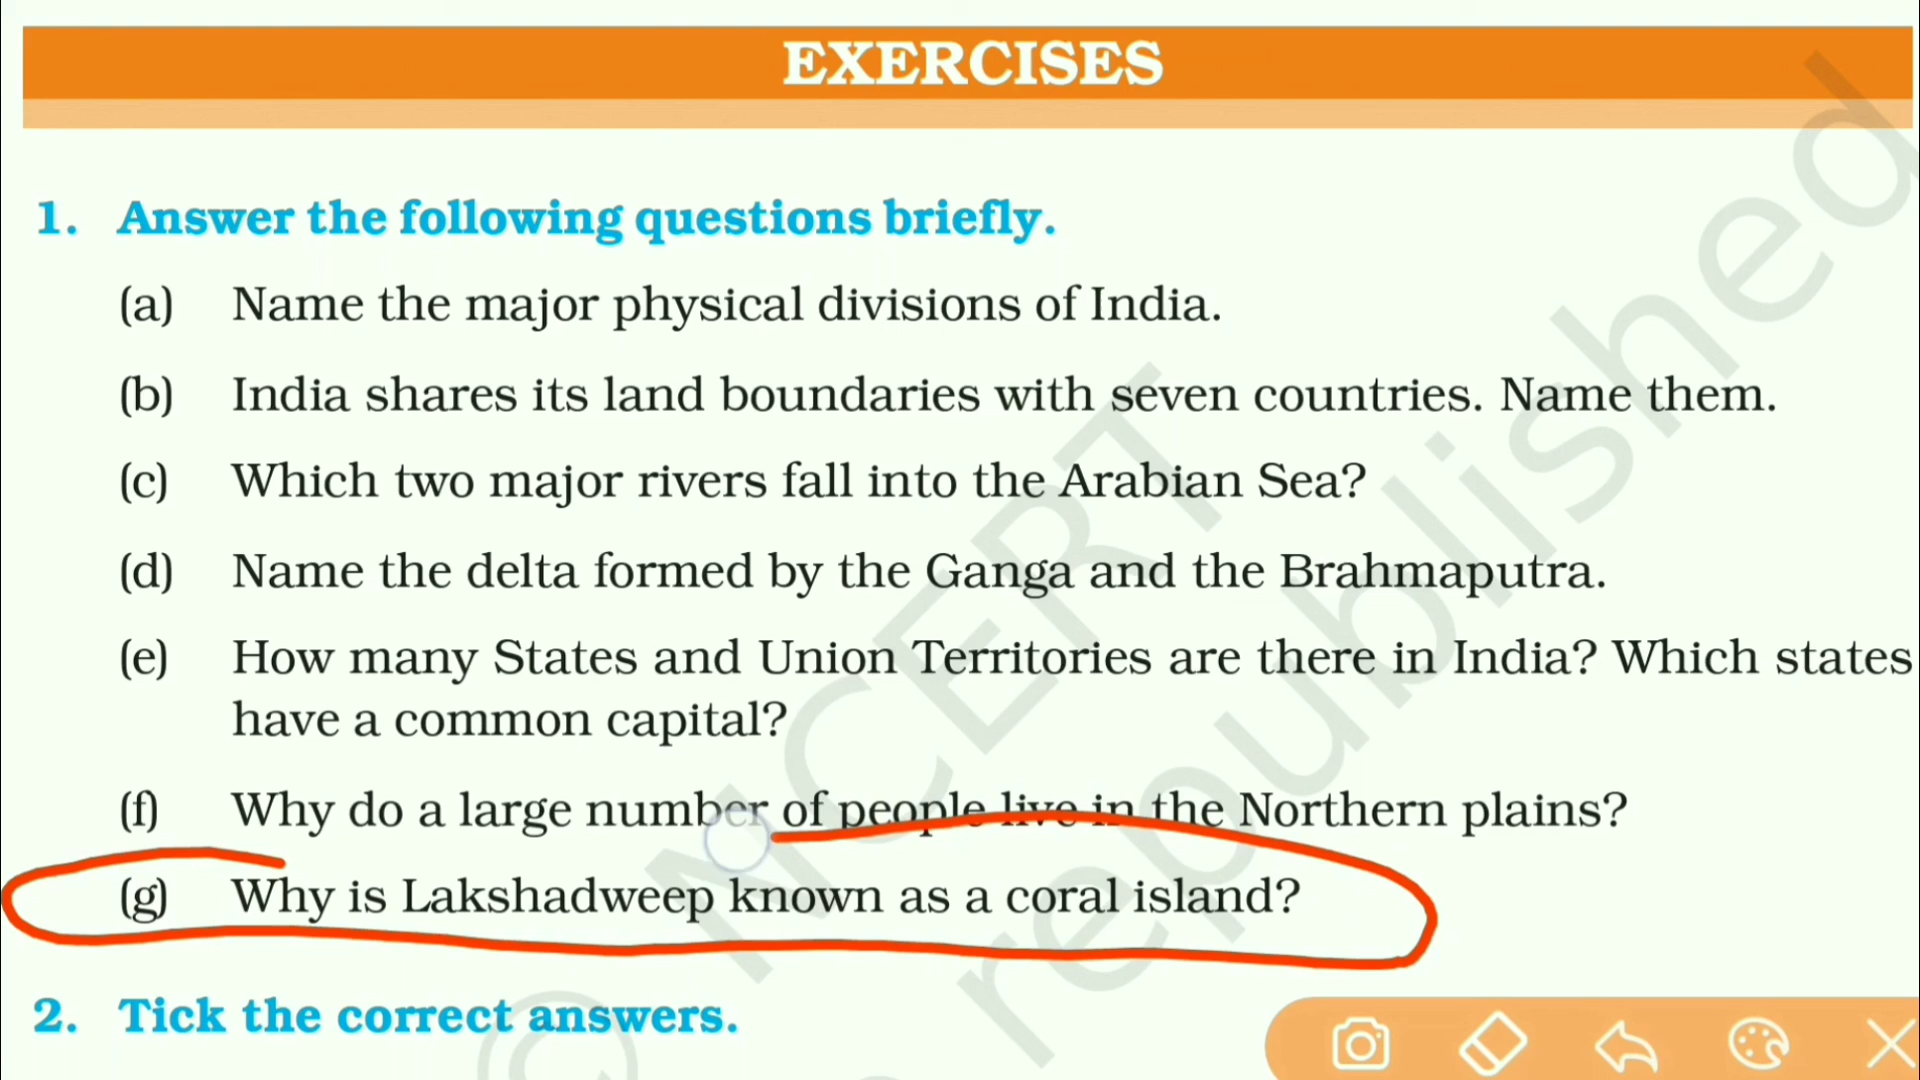 EXERCISES
1. Answer the following questions briefly.
(a) Name the major physical divisions of India.
(b) India shares its land boundaries with seven countries. Name them.
(c) Which two major rivers fall into the Arabian Sea?
(d) Name the delta formed by the Ganga and the Brahmaputra.
(e) How many States and Union Territories are there in India? Which states
have a common capital?
(f) Why do a large number of people live in the Northern plains?
(g) Why is Lakshadweep known as a coral island?
2. Tick the correct answers.
© NCERT
republished